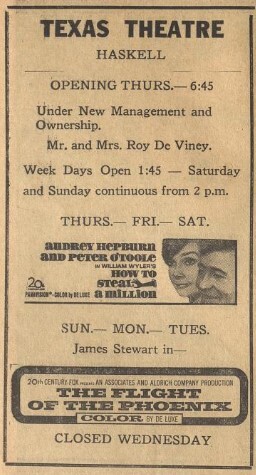 TEXAS THEATRE
HASKELL
OPENING THURS.— 6:45
Under New Management and
Ownership.
Mr. and Mrs. Roy De Viney.
Week Days Open 1:45 — Saturday
and Sunday continuous from 2 p.m.
THURS.— FRI.— SAT.
AUDREY HEPBURN
AND PETER O'TOOLE
IN WILLIAM WYLER'S
HOW TO
STEAL
a MILLION
20th
PANAVISION® COLOR by DE LUXE
SUN.— MON.— TUES.
James Stewart in—
20th CENTURY FOX PRESENTS AN ASSOCIATES AND ALDRICH COMPANY PRODUCTION
THE FLIGHT
OF THE PHOENIX
COLOR BY DE LUXE
CLOSED WEDNESDAY